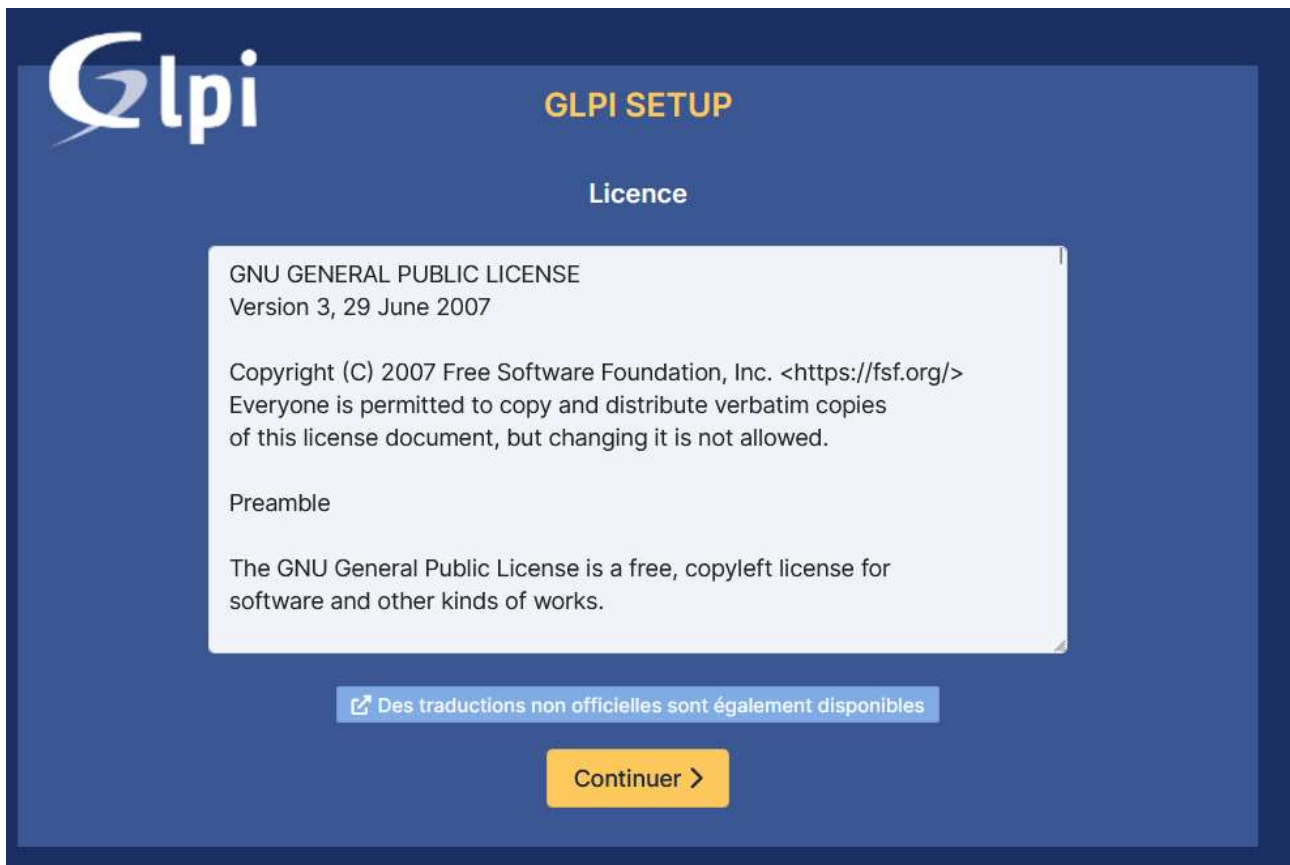 Glpi
GLPI SETUP
Licence
GNU GENERAL PUBLIC LICENSE
Version 3, 29 June 2007
Copyright (C) 2007 Free Software Foundation, Inc. <https://fsf.org/>
Everyone is permitted to copy and distribute verbatim copies
of this license document, but changing it is not allowed.
Preamble
The GNU General Public License is a free, copyleft license for
software and other kinds of works.
Des traductions non officielles sont également disponibles
Continuer